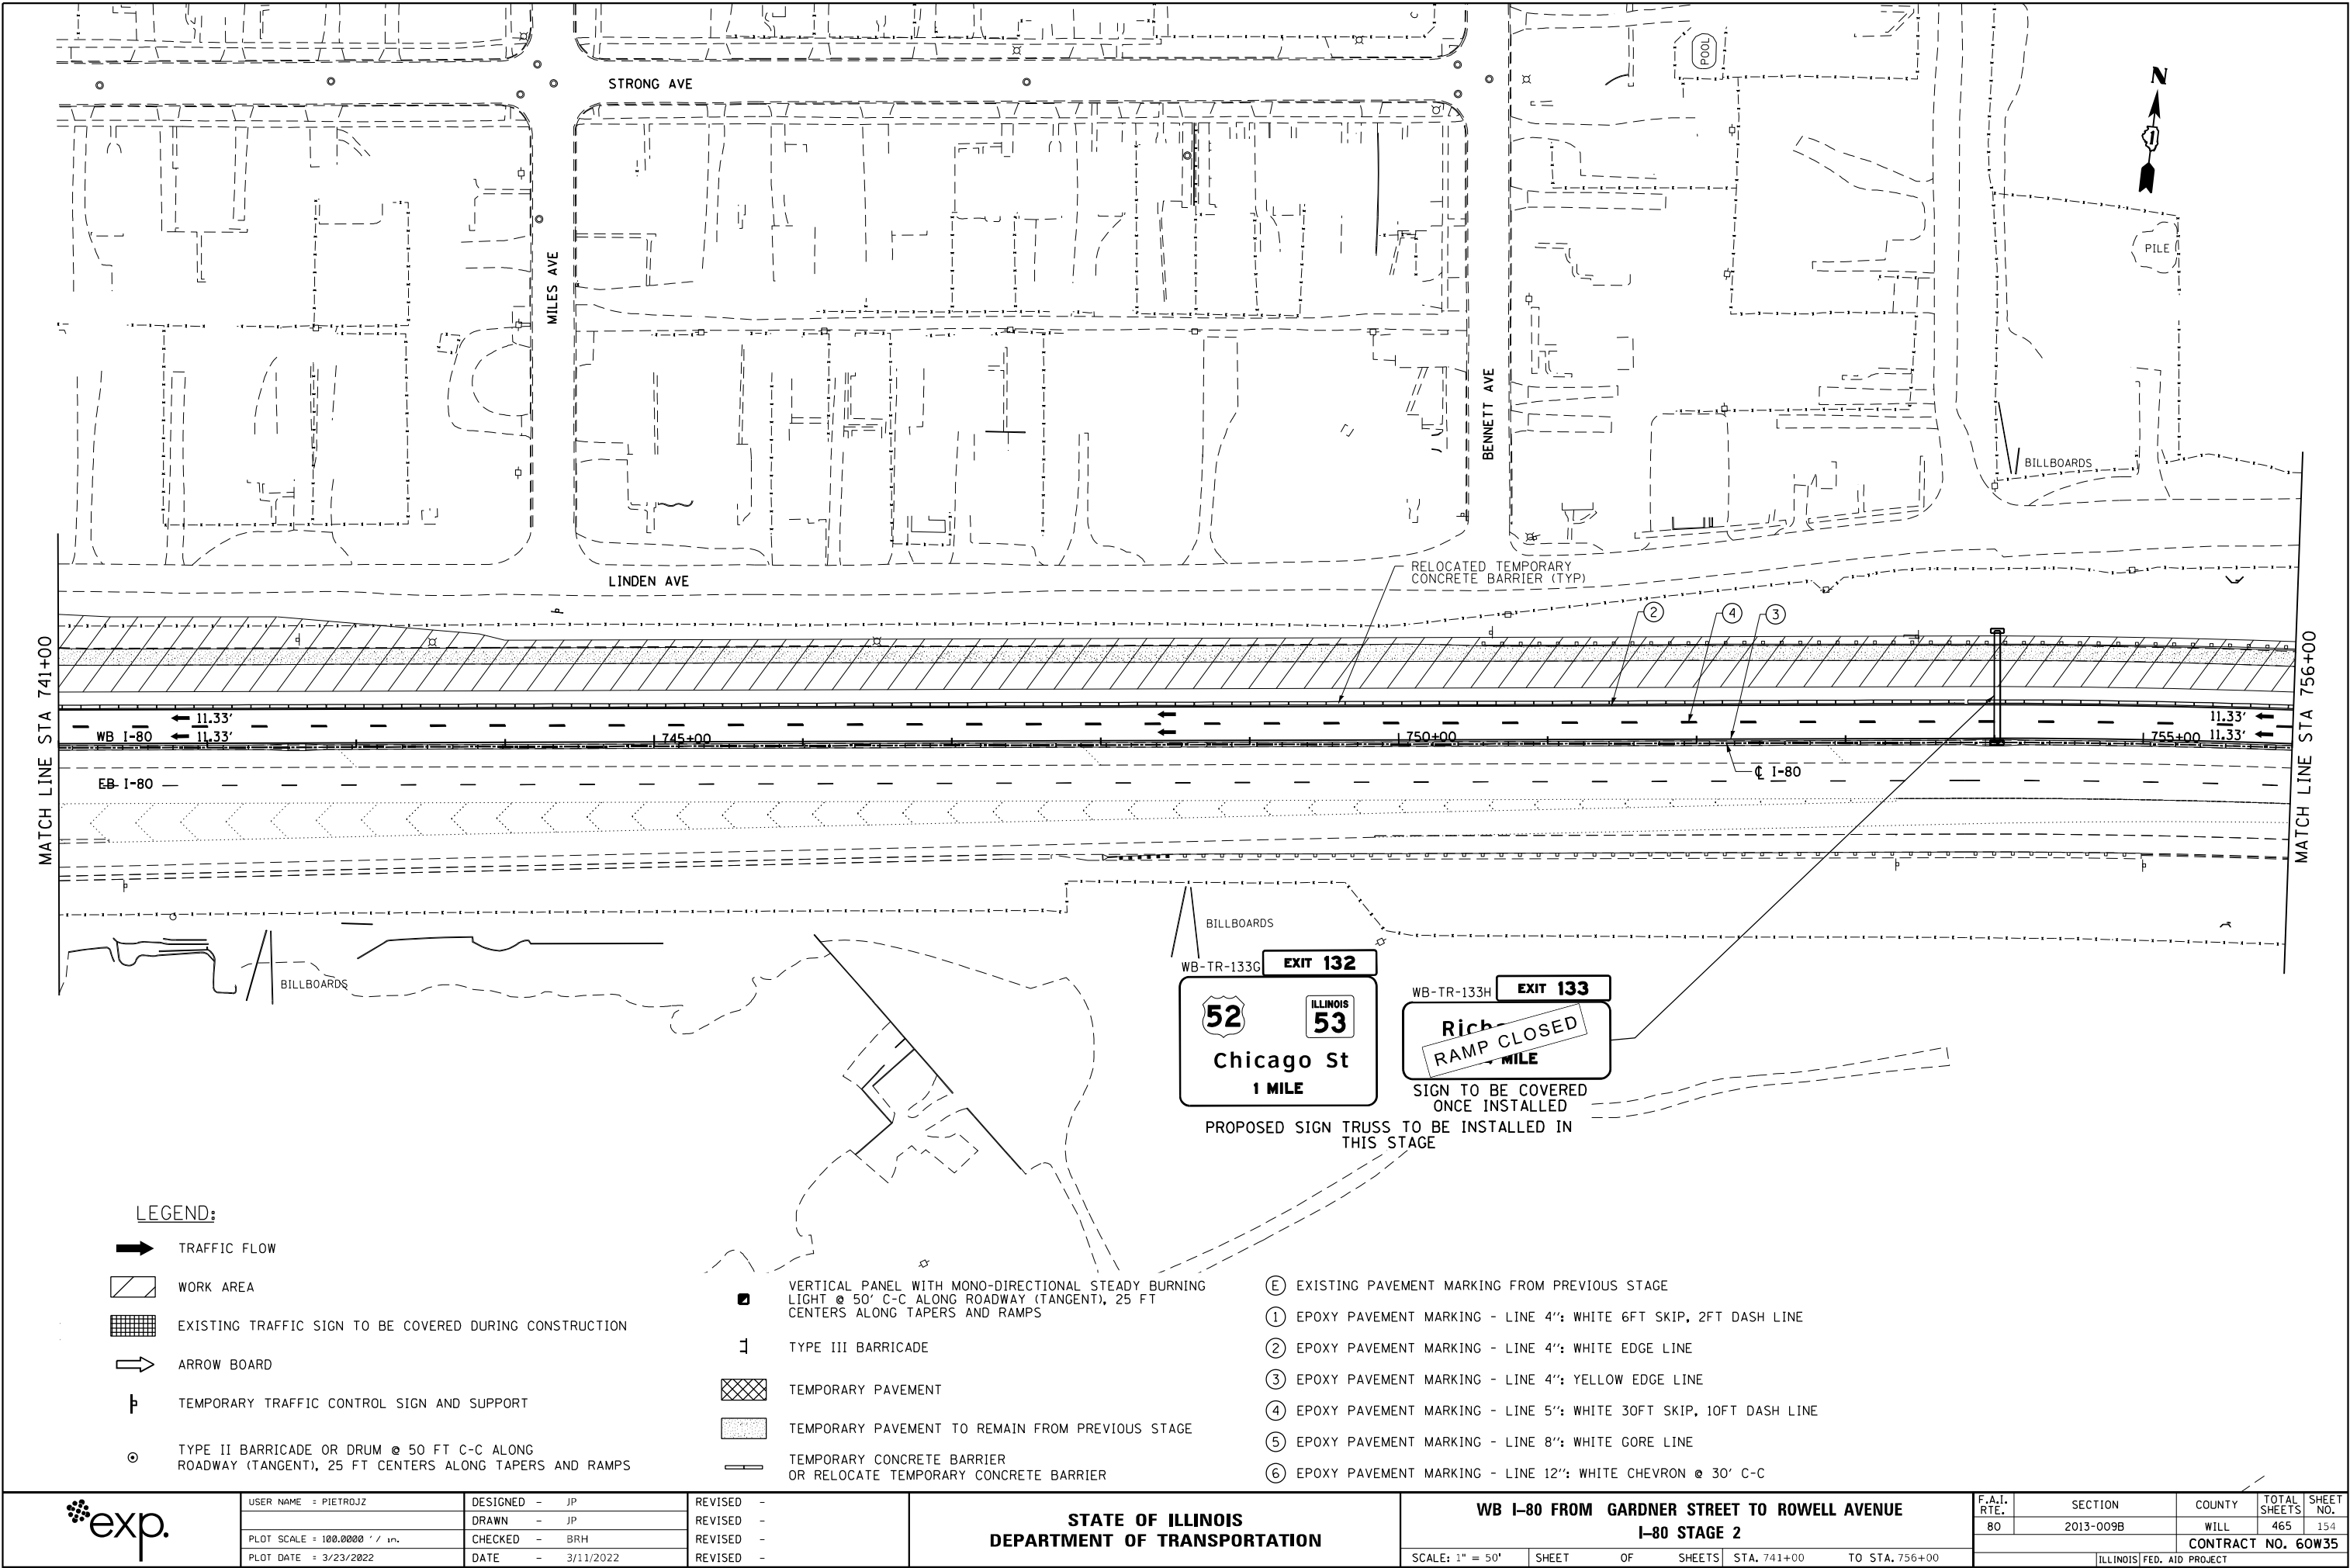 STRONG AVE
POOL
N
PILE
MILES AVE
BENNETT AVE
BILLBOARDS
LINDEN AVE
RELOCATED TEMPORARY
CONCRETE BARRIER (TYP)
2
4
3
MATCH LINE STA 741+00
MATCH LINE STA 756+00
11.33'
11.33'
WB I-80
11.33'
745+00
750+00
755+00
11.33'
℄ I-80
EB I-80
BILLBOARDS
BILLBOARDS
WB-TR-133G
EXIT 132
52
ILLINOIS
53
Chicago St
1 MILE
WB-TR-133H
EXIT 133
RAMP CLOSED
MILE
SIGN TO BE COVERED
ONCE INSTALLED
PROPOSED SIGN TRUSS TO BE INSTALLED IN
THIS STAGE
LEGEND:
TRAFFIC FLOW
WORK AREA
EXISTING TRAFFIC SIGN TO BE COVERED DURING CONSTRUCTION
ARROW BOARD
TEMPORARY TRAFFIC CONTROL SIGN AND SUPPORT
TYPE II BARRICADE OR DRUM @ 50 FT C-C ALONG
ROADWAY (TANGENT), 25 FT CENTERS ALONG TAPERS AND RAMPS
VERTICAL PANEL WITH MONO-DIRECTIONAL STEADY BURNING
LIGHT @ 50' C-C ALONG ROADWAY (TANGENT), 25 FT
CENTERS ALONG TAPERS AND RAMPS
TYPE III BARRICADE
TEMPORARY PAVEMENT
TEMPORARY PAVEMENT TO REMAIN FROM PREVIOUS STAGE
TEMPORARY CONCRETE BARRIER
OR RELOCATE TEMPORARY CONCRETE BARRIER
E EXISTING PAVEMENT MARKING FROM PREVIOUS STAGE
1 EPOXY PAVEMENT MARKING - LINE 4": WHITE 6FT SKIP, 2FT DASH LINE
2 EPOXY PAVEMENT MARKING - LINE 4": WHITE EDGE LINE
3 EPOXY PAVEMENT MARKING - LINE 4": YELLOW EDGE LINE
4 EPOXY PAVEMENT MARKING - LINE 5": WHITE 30FT SKIP, 10FT DASH LINE
5 EPOXY PAVEMENT MARKING - LINE 8": WHITE GORE LINE
6 EPOXY PAVEMENT MARKING - LINE 12": WHITE CHEVRON @ 30' C-C
exp.
USER NAME = PIETROJZ
PLOT SCALE = 100.0000 ' / in.
PLOT DATE = 3/23/2022
DESIGNED - JP
DRAWN - JP
CHECKED - BRH
DATE - 3/11/2022
REVISED -
REVISED -
REVISED -
REVISED -
STATE OF ILLINOIS
DEPARTMENT OF TRANSPORTATION
WB I-80 FROM GARDNER STREET TO ROWELL AVENUE
I-80 STAGE 2
SCALE: 1" = 50' SHEET OF SHEETS STA. 741+00 TO STA. 756+00
F.A.I. RTE. SECTION COUNTY TOTAL SHEETS SHEET NO.
80 2013-009B WILL 465 154
CONTRACT NO. 60W35
ILLINOIS FED. AID PROJECT